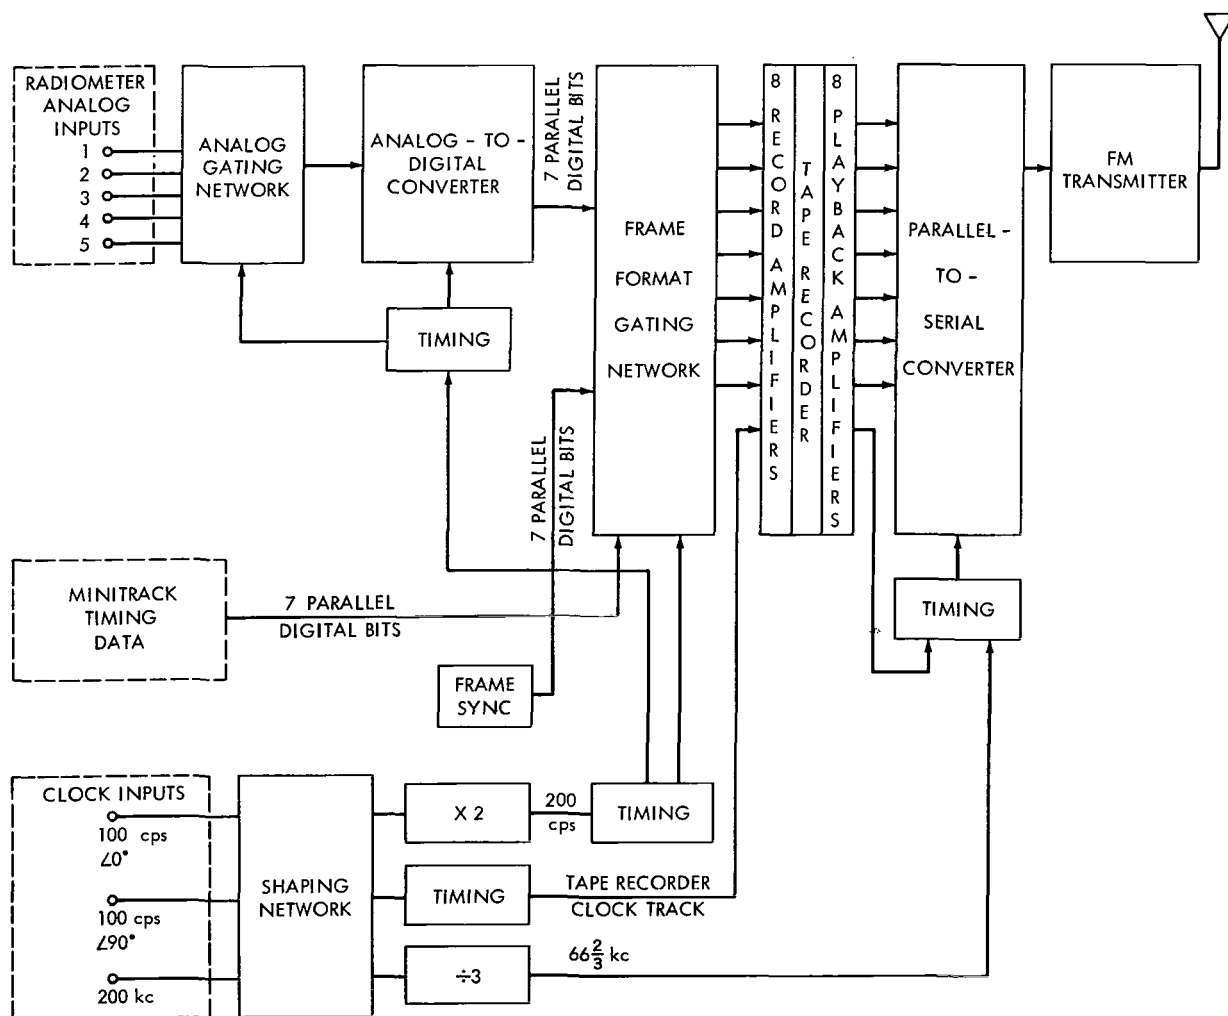 RADIOMETER
ANALOG
INPUTS
1
2
3
4
5
ANALOG
GATING
NETWORK
ANALOG - TO -
DIGITAL
CONVERTER
7 PARALLEL
DIGITAL BITS
TIMING
FRAME
FORMAT
GATING
NETWORK
8 RECORD AMPLIFIERS
TAPE RECORDER
8 PLAYBACK AMPLIFIERS
PARALLEL -
TO -
SERIAL
CONVERTER
FM
TRANSMITTER
7 PARALLEL
DIGITAL BITS
MINITRACK
TIMING
DATA
7 PARALLEL
DIGITAL BITS
FRAME
SYNC
TIMING
CLOCK INPUTS
100 cps
∠0°
100 cps
∠90°
200 kc
SHAPING
NETWORK
X 2
200
cps
TIMING
TIMING
TAPE RECORDER
CLOCK TRACK
÷3
66 2/3 kc